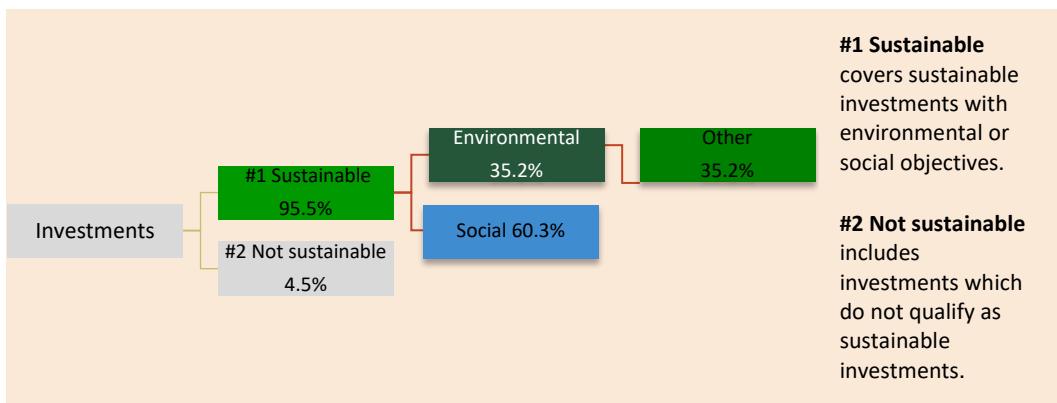 Investments
#1 Sustainable
95.5%
#2 Not sustainable
4.5%
Environmental
35.2%
Social 60.3%
Other
35.2%
#1 Sustainable
covers sustainable
investments with
environmental or
social objectives.
#2 Not sustainable
includes
investments which
do not qualify as
sustainable
investments.